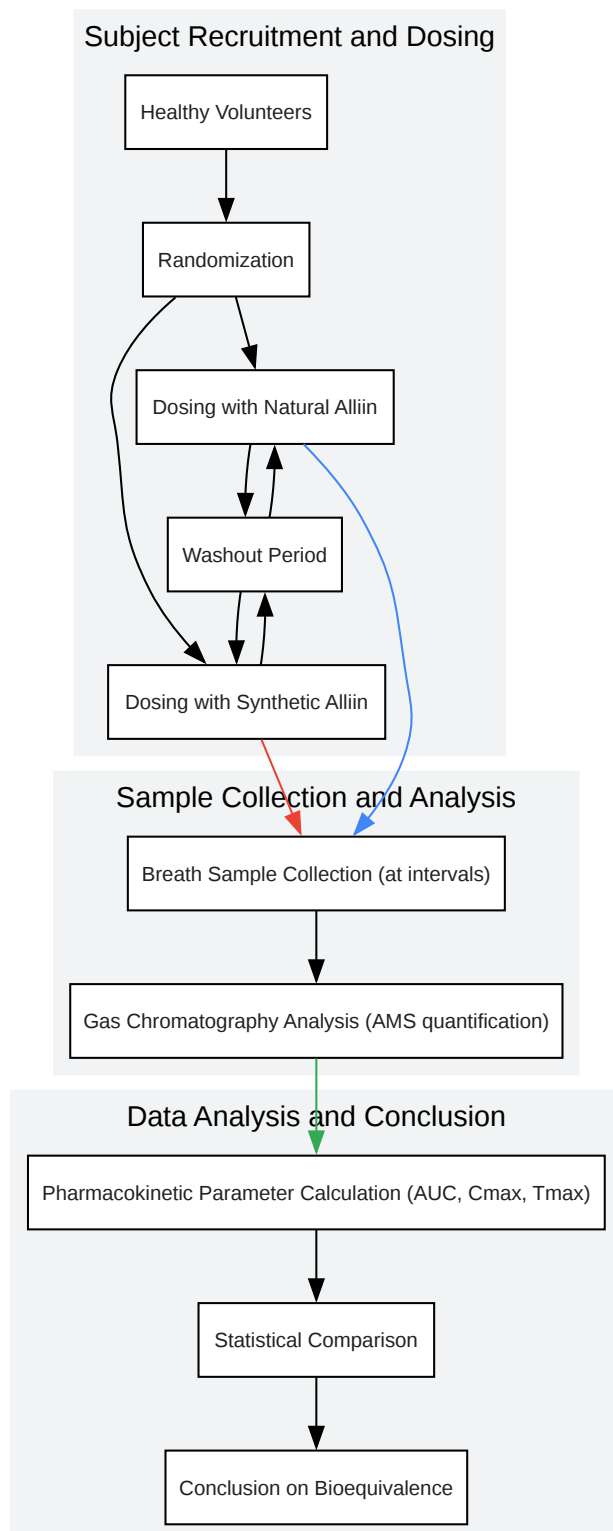 Subject Recruitment and Dosing
Healthy Volunteers
Randomization
Dosing with Natural Alliin
Washout Period
Dosing with Synthetic Alliin
Sample Collection and Analysis
Breath Sample Collection (at intervals)
Gas Chromatography Analysis (AMS quantification)
Data Analysis and Conclusion
Pharmacokinetic Parameter Calculation (AUC, Cmax, Tmax)
Statistical Comparison
Conclusion on Bioequivalence